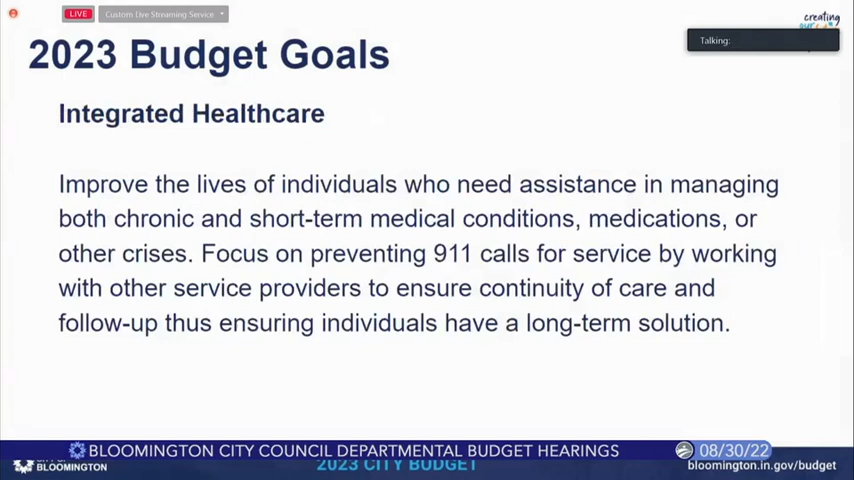 LIVE Custom Live Streaming Service
creating
2023 Budget Goals
Talking:
Integrated Healthcare
Improve the lives of individuals who need assistance in managing
both chronic and short-term medical conditions, medications, or
other crises. Focus on preventing 911 calls for service by working
with other service providers to ensure continuity of care and
follow-up thus ensuring individuals have a long-term solution.
BLOOMINGTON CITY COUNCIL DEPARTMENTAL BUDGET HEARINGS 08/30/22
BLOOMINGTON 2023 CITY BUDGET bloomington.in.gov/budget